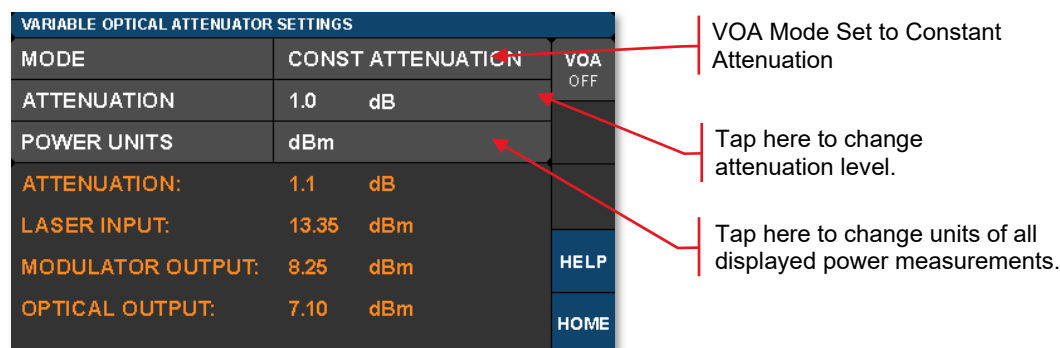 VARIABLE OPTICAL ATTENUATOR SETTINGS
MODE CONST ATTENUATION
VOA
OFF
ATTENUATION 1.0 dB
POWER UNITS dBm
ATTENUATION: 1.1 dB
LASER INPUT: 13.35 dBm
MODULATOR OUTPUT: 8.25 dBm
HELP
OPTICAL OUTPUT: 7.10 dBm
HOME
VOA Mode Set to Constant
Attenuation
Tap here to change
attenuation level.
Tap here to change units of all
displayed power measurements.